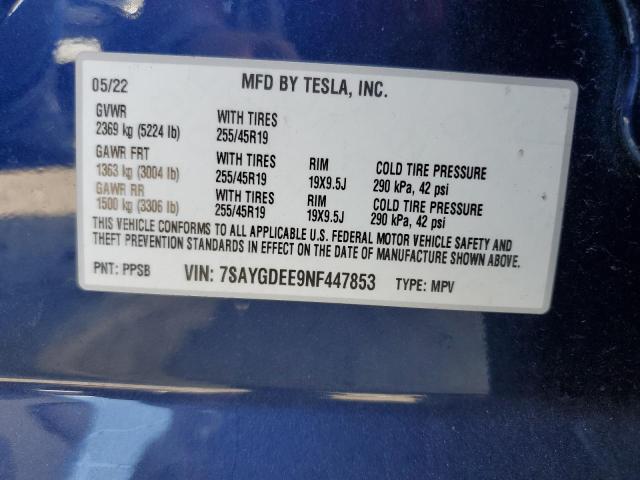 05/22 MFD BY TESLA, INC.
GVWR WITH TIRES
2369 kg (5224 lb) 255/45R19
GAWR FRT WITH TIRES RIM COLD TIRE PRESSURE
1363 kg (3004 lb) 255/45R19 19X9.5J 290 kPa, 42 psi
GAWR RR WITH TIRES RIM COLD TIRE PRESSURE
1500 kg (3306 lb) 255/45R19 19X9.5J 290 kPa, 42 psi
THIS VEHICLE CONFORMS TO ALL APPLICABLE U.S. FEDERAL MOTOR VEHICLE SAFETY AND
THEFT PREVENTION STANDARDS IN EFFECT ON THE DATE OF MANUFACTURE SHOWN ABOVE.
PNT: PPSB VIN: 7SAYGDEE9NF447853 TYPE: MPV